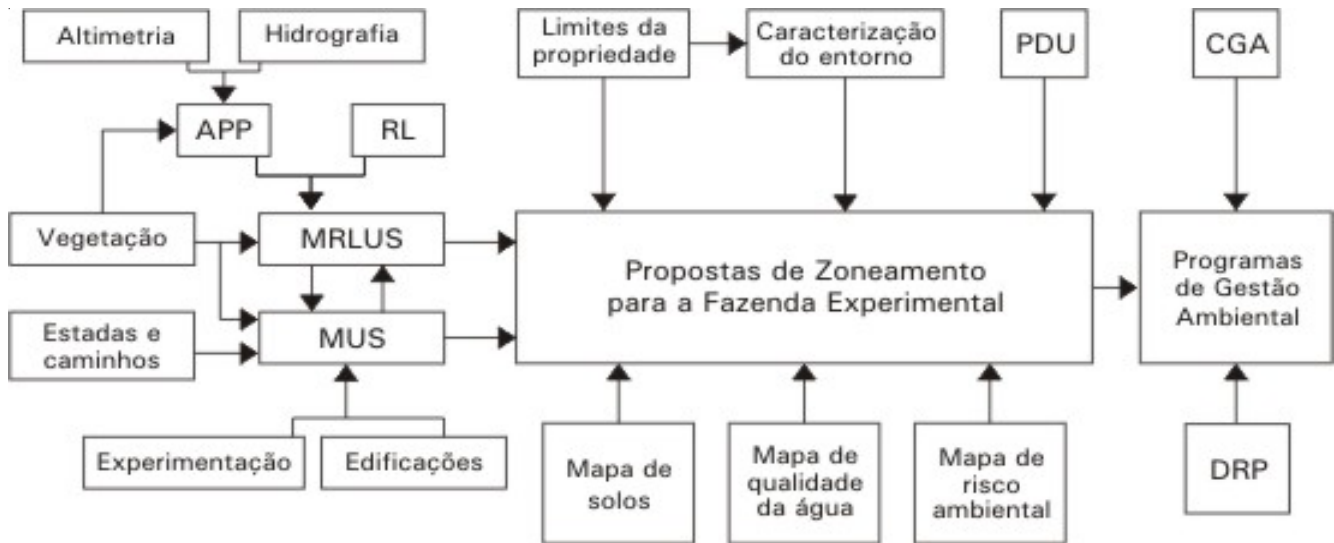 Altimetria
Hidrografia
Limites da
propriedade
Caracterização
do entorno
PDU
CGA
APP
RL
Vegetação
MRLUS
Propostas de Zoneamento
para a Fazenda Experimental
Programas
de Gestão
Ambiental
Estadas e
caminhos
MUS
Experimentação
Edificações
Mapa de
solos
Mapa de
qualidade
da água
Mapa de
risco
ambiental
DRP